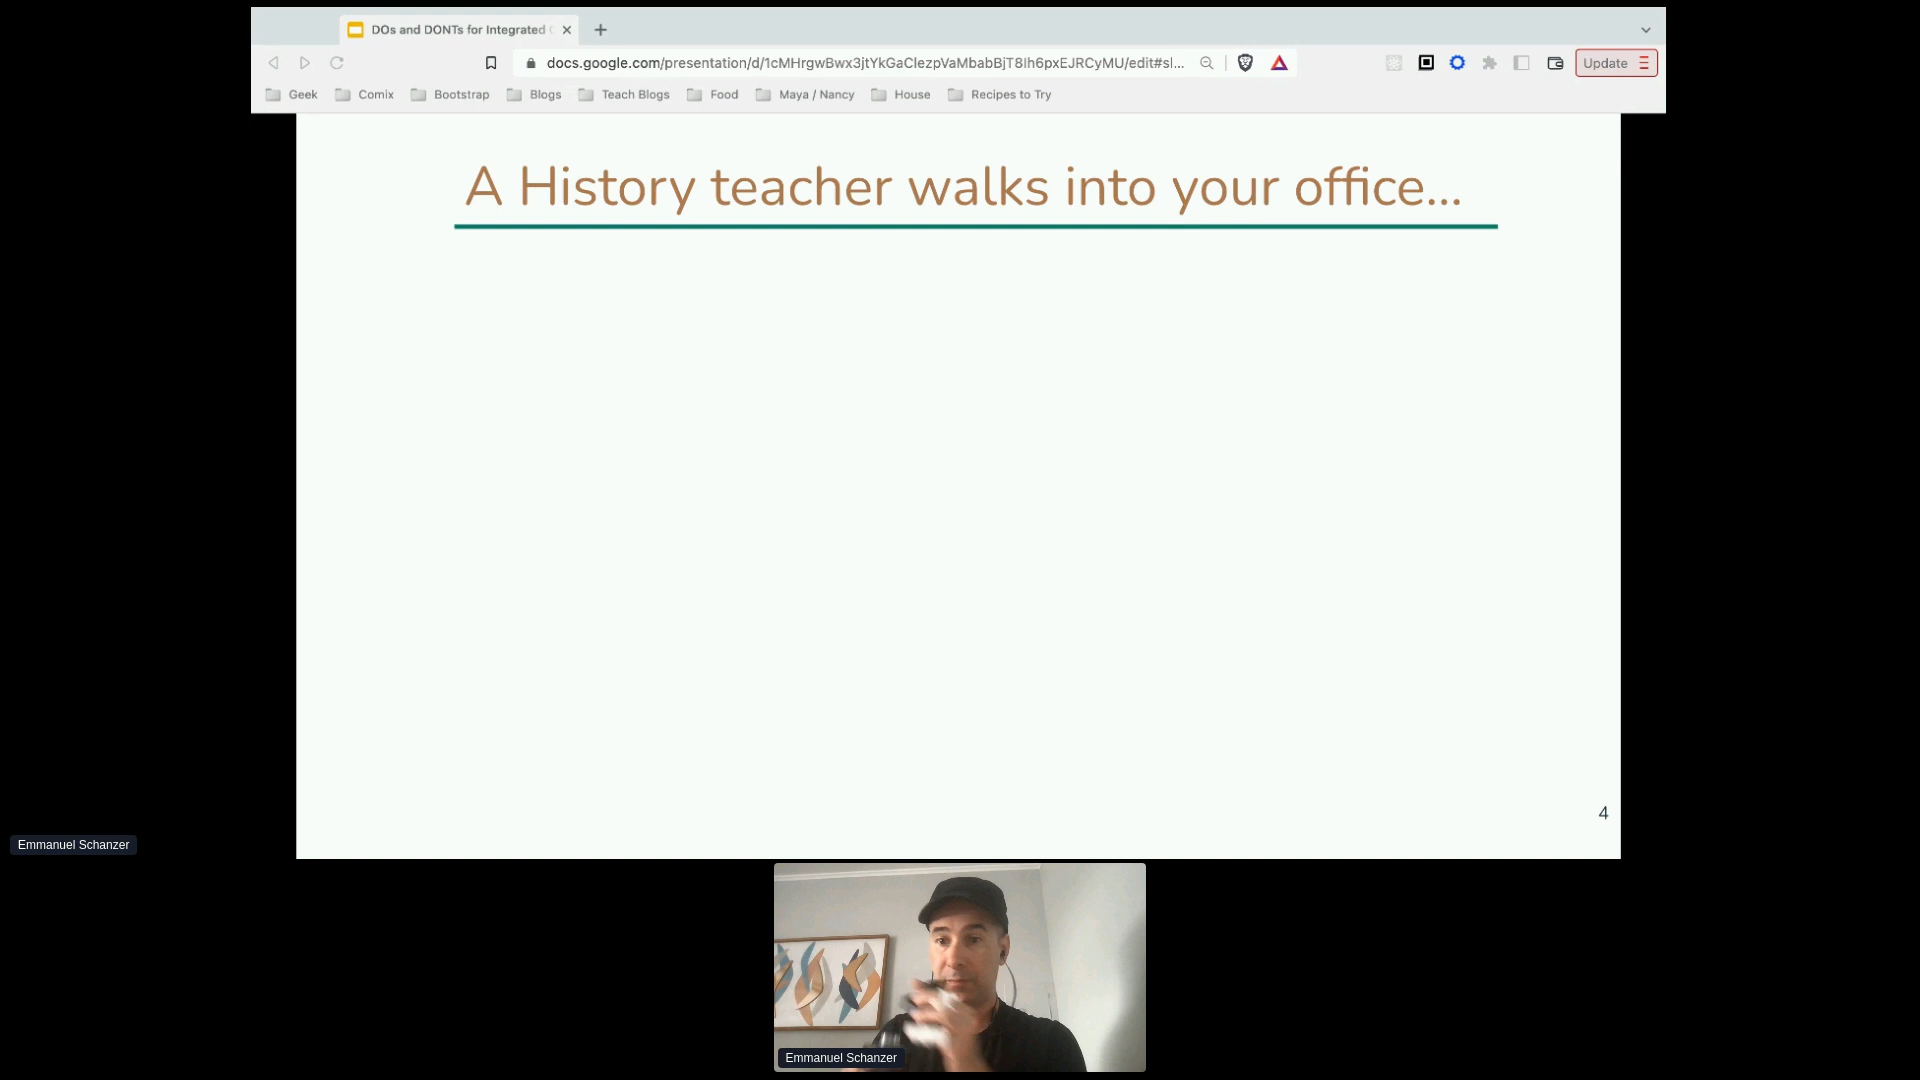 DOs and DONTs for Integrated
docs.google.com/presentation/d/1cMHrgwBwx3jtYkGaClezpVaMbabBjT8Ih6pxEJRCyMU/edit#sl...
Update
Geek Comix Bootstrap Blogs Teach Blogs Food Maya / Nancy House Recipes to Try
A History teacher walks into your office...
4
Emmanuel Schanzer
Emmanuel Schanzer